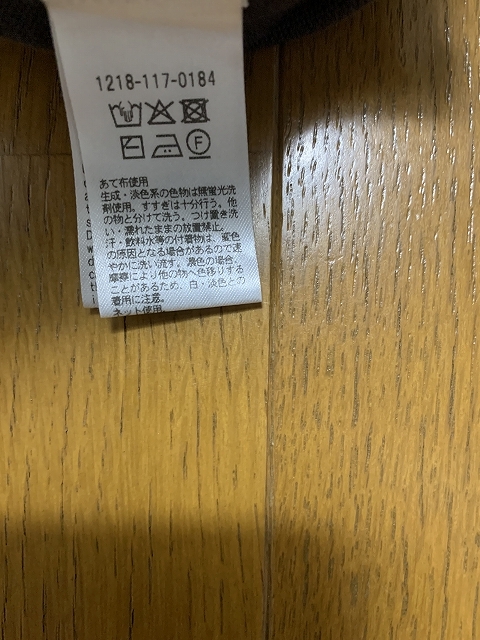 1218-117-0184
F
あて布使用
生成・淡色系の色物は無蛍光洗
剤使用。すすぎは十分行う。他
の物と分けて洗う。つけ置き洗
い・濡れたままの放置禁止。
汗・飲料水等の付着物は、変色
の原因となる場合があるので速
やかに洗い流す。濃色の場合、
摩擦により他の物へ色移りする
ことがあるため、白・淡色との
着用に注意。
ネット使用